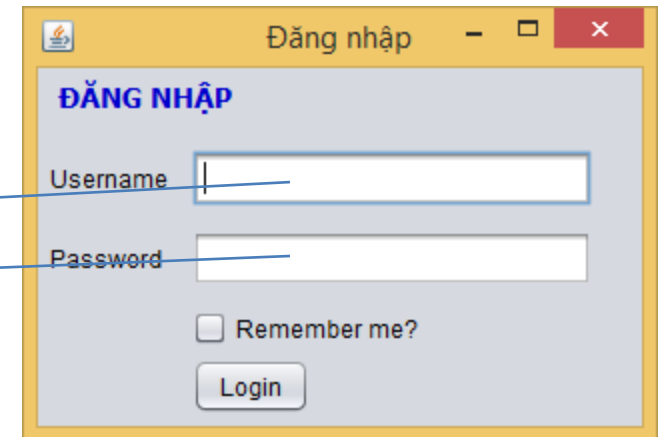 Đăng nhập
ĐĂNG NHẬP
Username
Password
Remember me?
Login